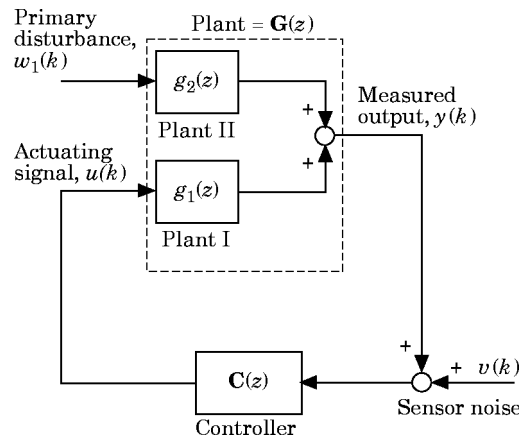 Primary
disturbance,
w₁(k)
Plant = G(z)
g₂(z)
Plant II
+
+
Measured
output, y(k)
Actuating
signal, u(k)
g₁(z)
Plant I
+
+
v(k)
C(z)
Controller
Sensor noise